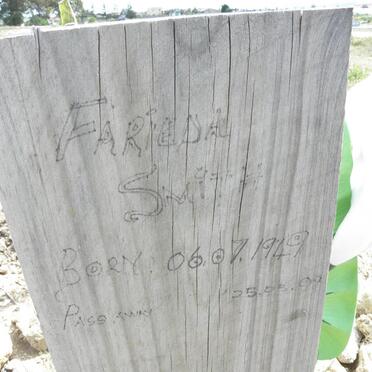 FARIEDA
SMITH
BORN: 06.07.1949
PASS AWAY